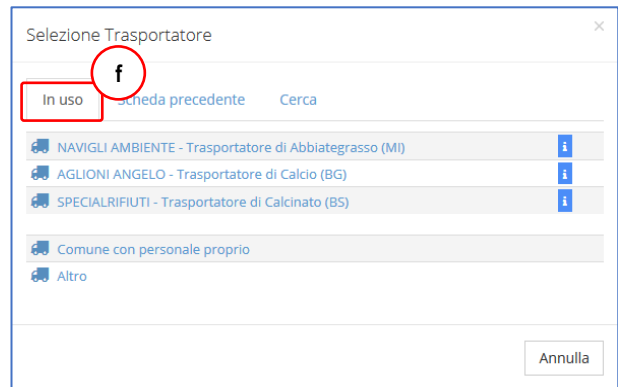 Selezione Trasportatore
×
f
In uso
Scheda precedente
Cerca
NAVIGLI AMBIENTE - Trasportatore di Abbiategrasso (MI)
i
AGLIONI ANGELO - Trasportatore di Calcio (BG)
i
SPECIALRIFIUTI - Trasportatore di Calcinato (BS)
i
Comune con personale proprio
Altro
Annulla